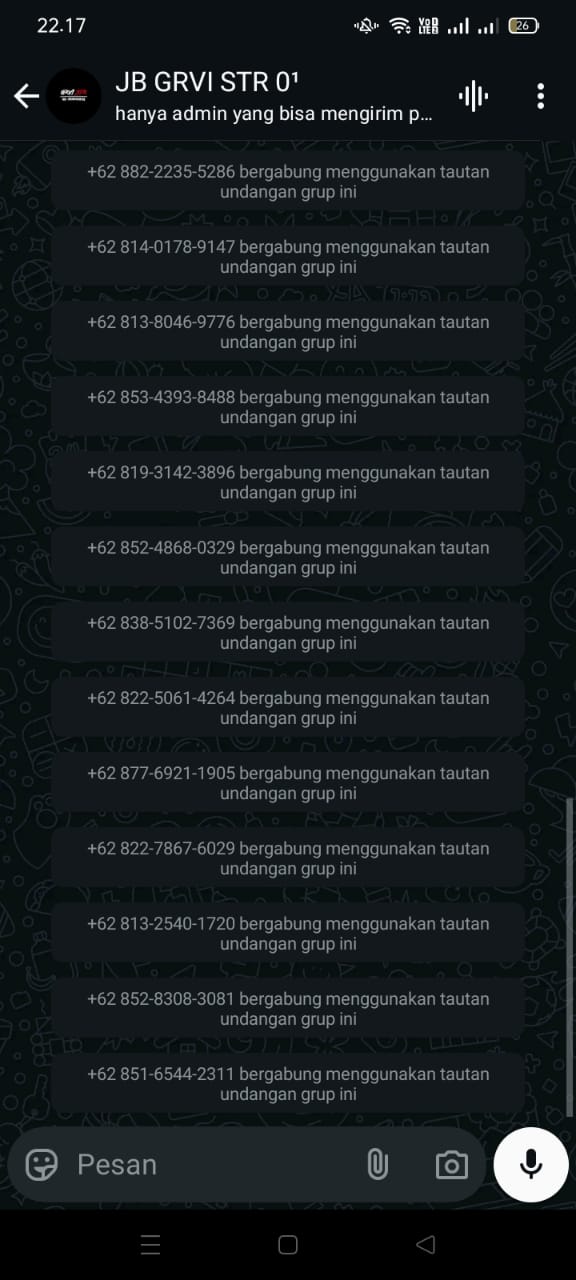 22.17
VoD
LTE2
26
JB GRVI STR 0¹
hanya admin yang bisa mengirim p...
+62 882-2235-5286 bergabung menggunakan tautan
undangan grup ini
+62 814-0178-9147 bergabung menggunakan tautan
undangan grup ini
+62 813-8046-9776 bergabung menggunakan tautan
undangan grup ini
+62 853-4393-8488 bergabung menggunakan tautan
undangan grup ini
+62 819-3142-3896 bergabung menggunakan tautan
undangan grup ini
+62 852-4868-0329 bergabung menggunakan tautan
undangan grup ini
+62 838-5102-7369 bergabung menggunakan tautan
undangan grup ini
+62 822-5061-4264 bergabung menggunakan tautan
undangan grup ini
+62 877-6921-1905 bergabung menggunakan tautan
undangan grup ini
+62 822-7867-6029 bergabung menggunakan tautan
undangan grup ini
+62 813-2540-1720 bergabung menggunakan tautan
undangan grup ini
+62 852-8308-3081 bergabung menggunakan tautan
undangan grup ini
+62 851-6544-2311 bergabung menggunakan tautan
undangan grup ini
Pesan